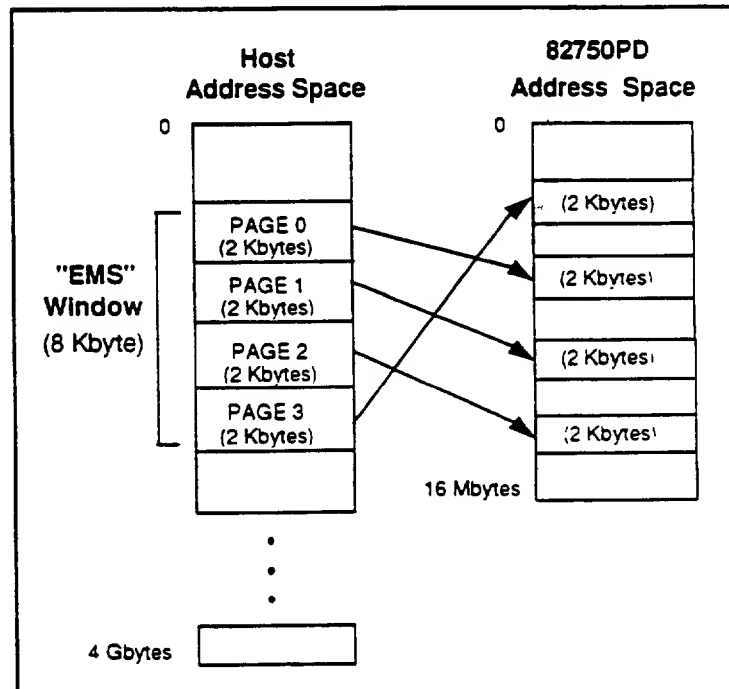 Host
Address Space
82750PD
Address Space
0
0
PAGE 0
(2 Kbytes)
PAGE 1
(2 Kbytes)
PAGE 2
(2 Kbytes)
PAGE 3
(2 Kbytes)
"EMS"
Window
(8 Kbyte)
(2 Kbytes)
(2 Kbytes)
(2 Kbytes)
(2 Kbytes)
16 Mbytes
4 Gbytes